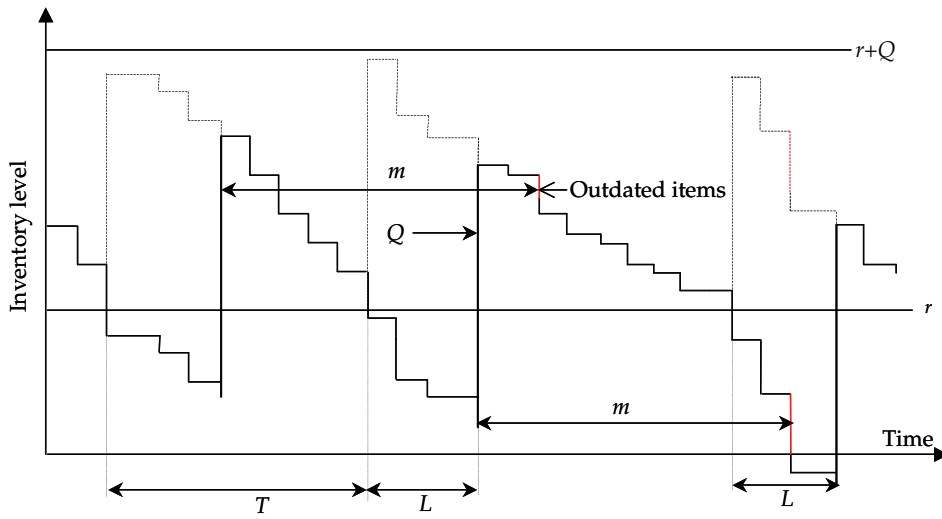 r+Q
m
Outdated items
Q
Inventory level
r
m
Time
T
L
L